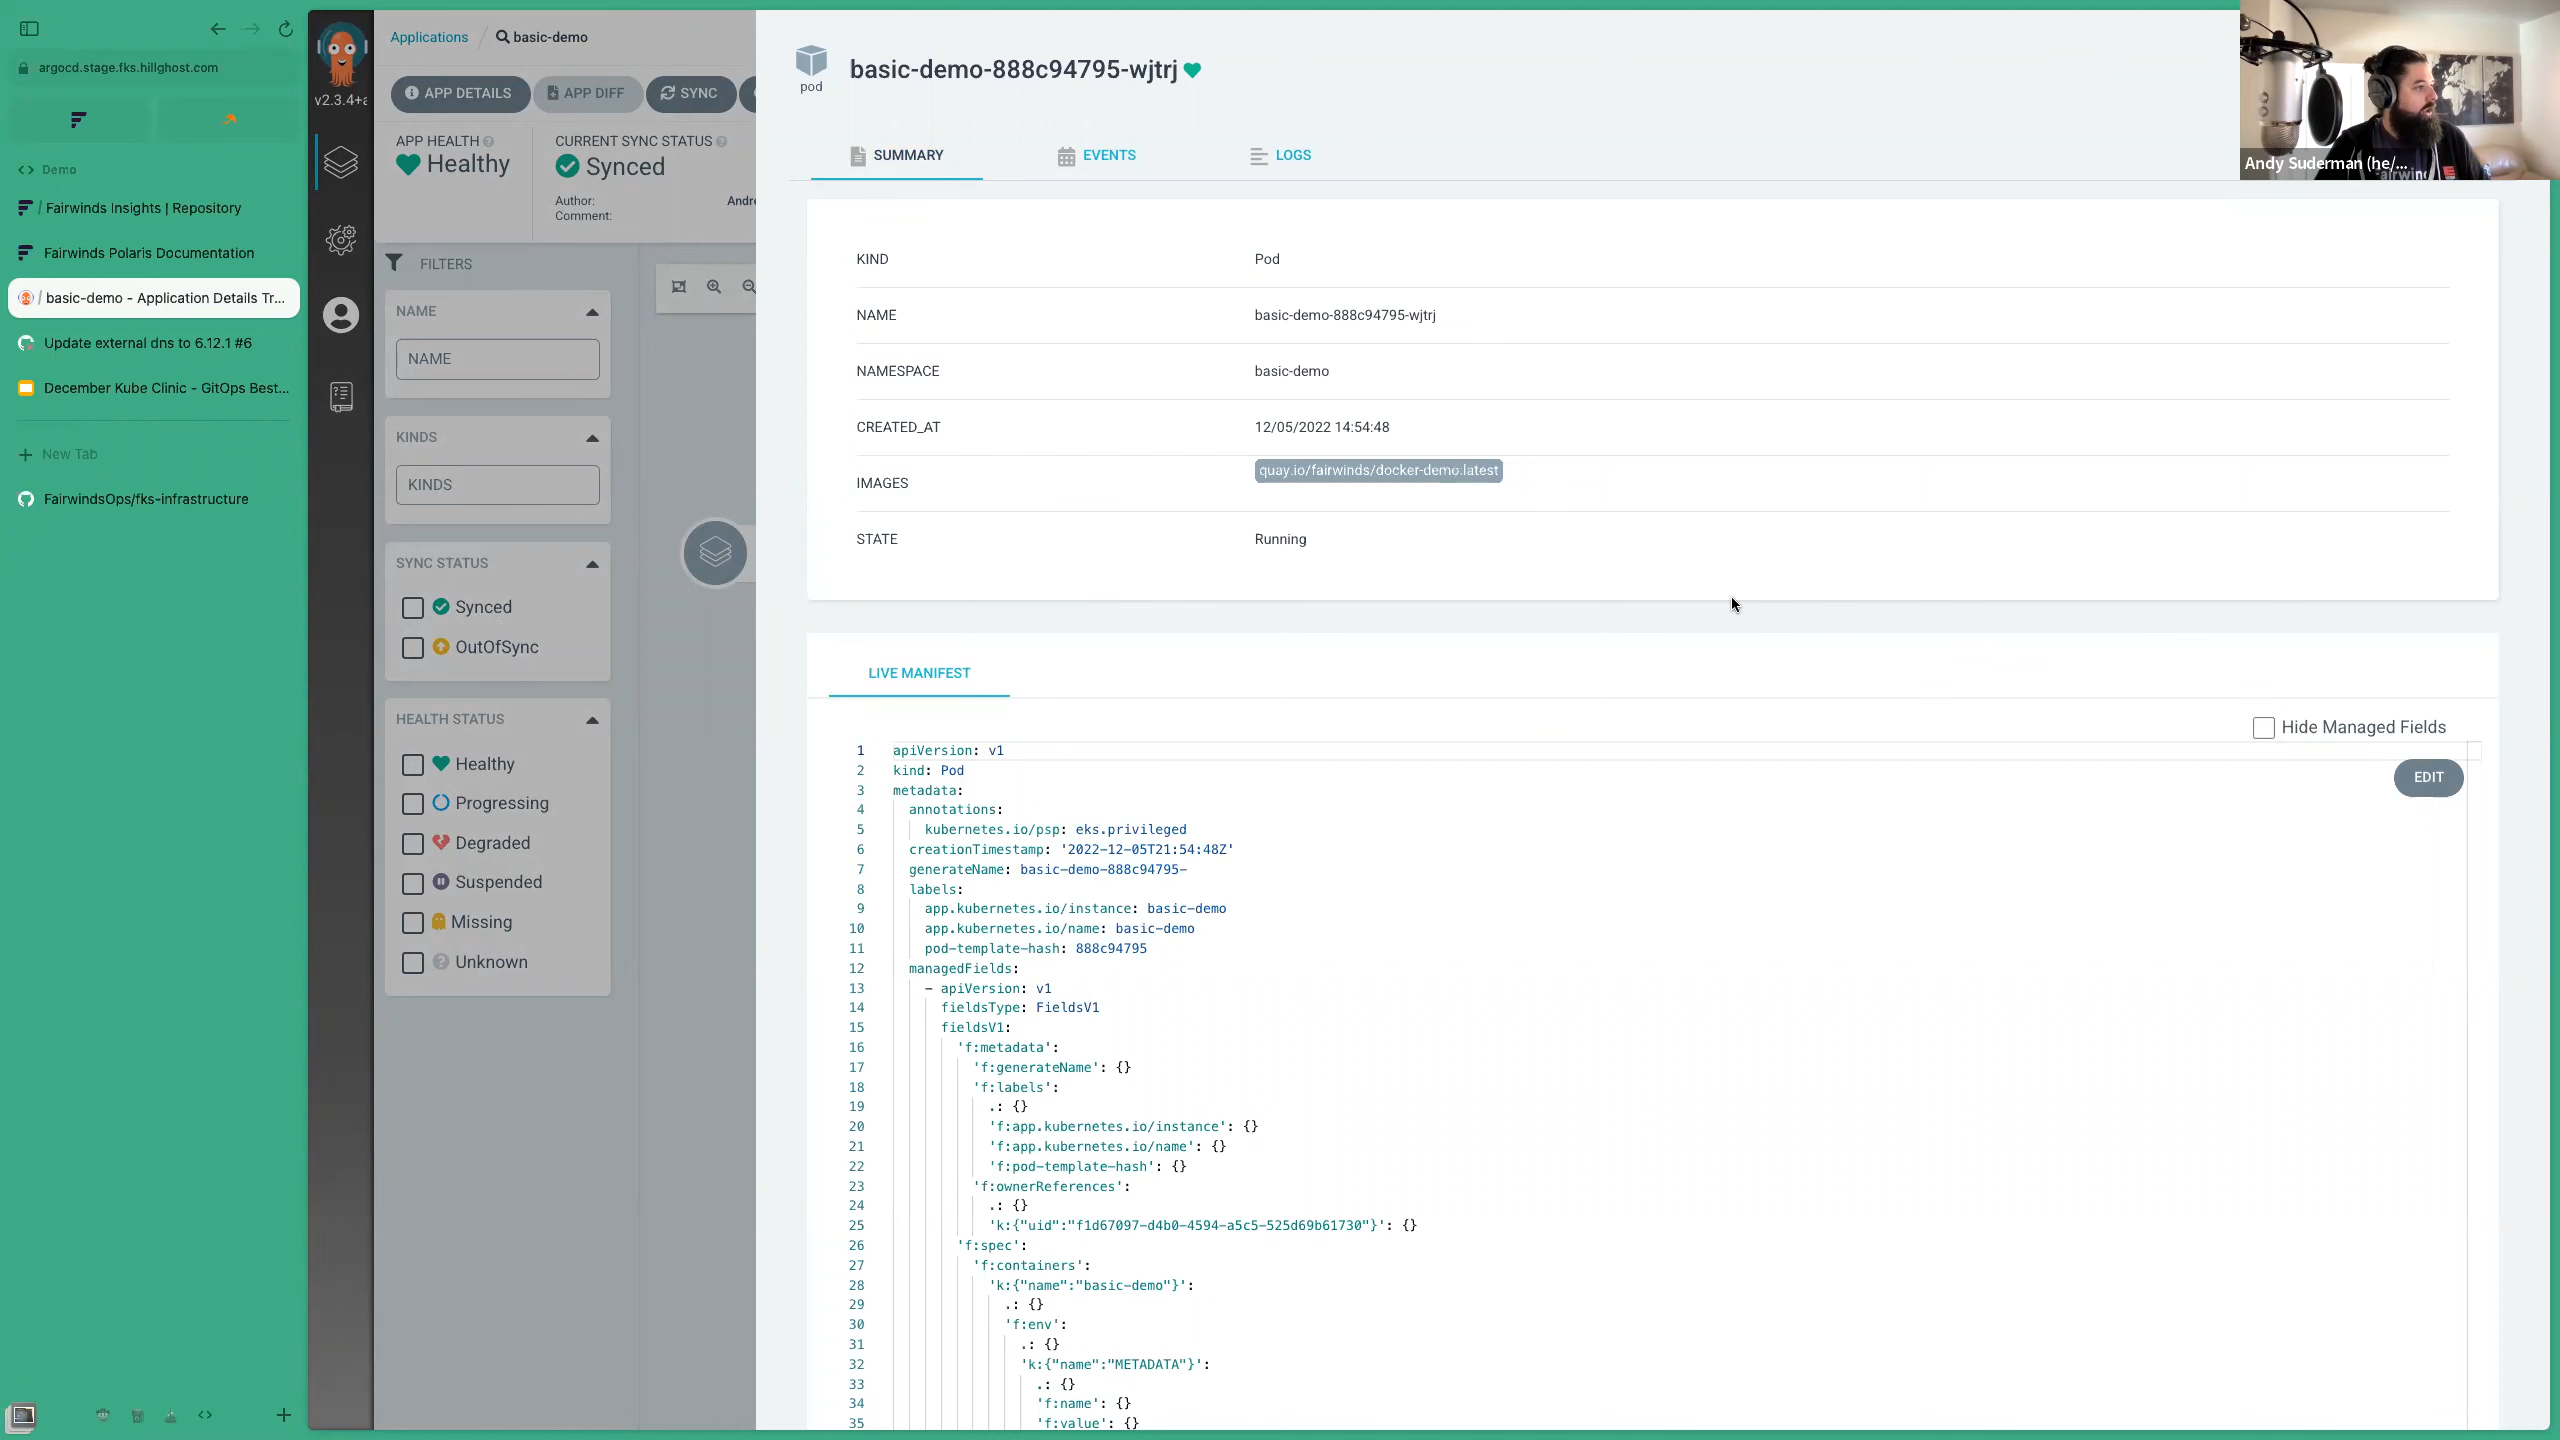 argocd.stage.fks.hillghost.com
Demo
/ Fairwinds Insights | Repository
Fairwinds Polaris Documentation
/ basic-demo - Application Details Tr...
Update external dns to 6.12.1 #6
December Kube Clinic - GitOps Best...
New Tab
FairwindsOps/fks-infrastructure
v2.3.4+a
Applications / basic-demo
APP DETAILS
APP DIFF
SYNC
APP HEALTH
Healthy
CURRENT SYNC STATUS
Synced
Author: Andre
Comment:
FILTERS
NAME
NAME
KINDS
KINDS
SYNC STATUS
Synced
OutOfSync
HEALTH STATUS
Healthy
Progressing
Degraded
Suspended
Missing
Unknown
pod
basic-demo-888c94795-wjtrj
SUMMARY
EVENTS
LOGS
Andy Suderman (he/...
KIND Pod
NAME basic-demo-888c94795-wjtrj
NAMESPACE basic-demo
CREATED_AT 12/05/2022 14:54:48
IMAGES quay.io/fairwinds/docker-demo:latest
STATE Running
LIVE MANIFEST
Hide Managed Fields
EDIT
1 apiVersion: v1
2 kind: Pod
3 metadata:
4 annotations:
5 kubernetes.io/psp: eks.privileged
6 creationTimestamp: '2022-12-05T21:54:48Z'
7 generateName: basic-demo-888c94795-
8 labels:
9 app.kubernetes.io/instance: basic-demo
10 app.kubernetes.io/name: basic-demo
11 pod-template-hash: 888c94795
12 managedFields:
13 - apiVersion: v1
14 fieldsType: FieldsV1
15 fieldsV1:
16 'f:metadata':
17 'f:generateName': {}
18 'f:labels':
19 .: {}
20 'f:app.kubernetes.io/instance': {}
21 'f:app.kubernetes.io/name': {}
22 'f:pod-template-hash': {}
23 'f:ownerReferences':
24 .: {}
25 'k:{"uid":"f1d67097-d4b0-4594-a5c5-525d69b61730"}': {}
26 'f:spec':
27 'f:containers':
28 'k:{"name":"basic-demo"}':
29 .: {}
30 'f:env':
31 .: {}
32 'k:{"name":"METADATA"}':
33 .: {}
34 'f:name': {}
35 'f:value': {}